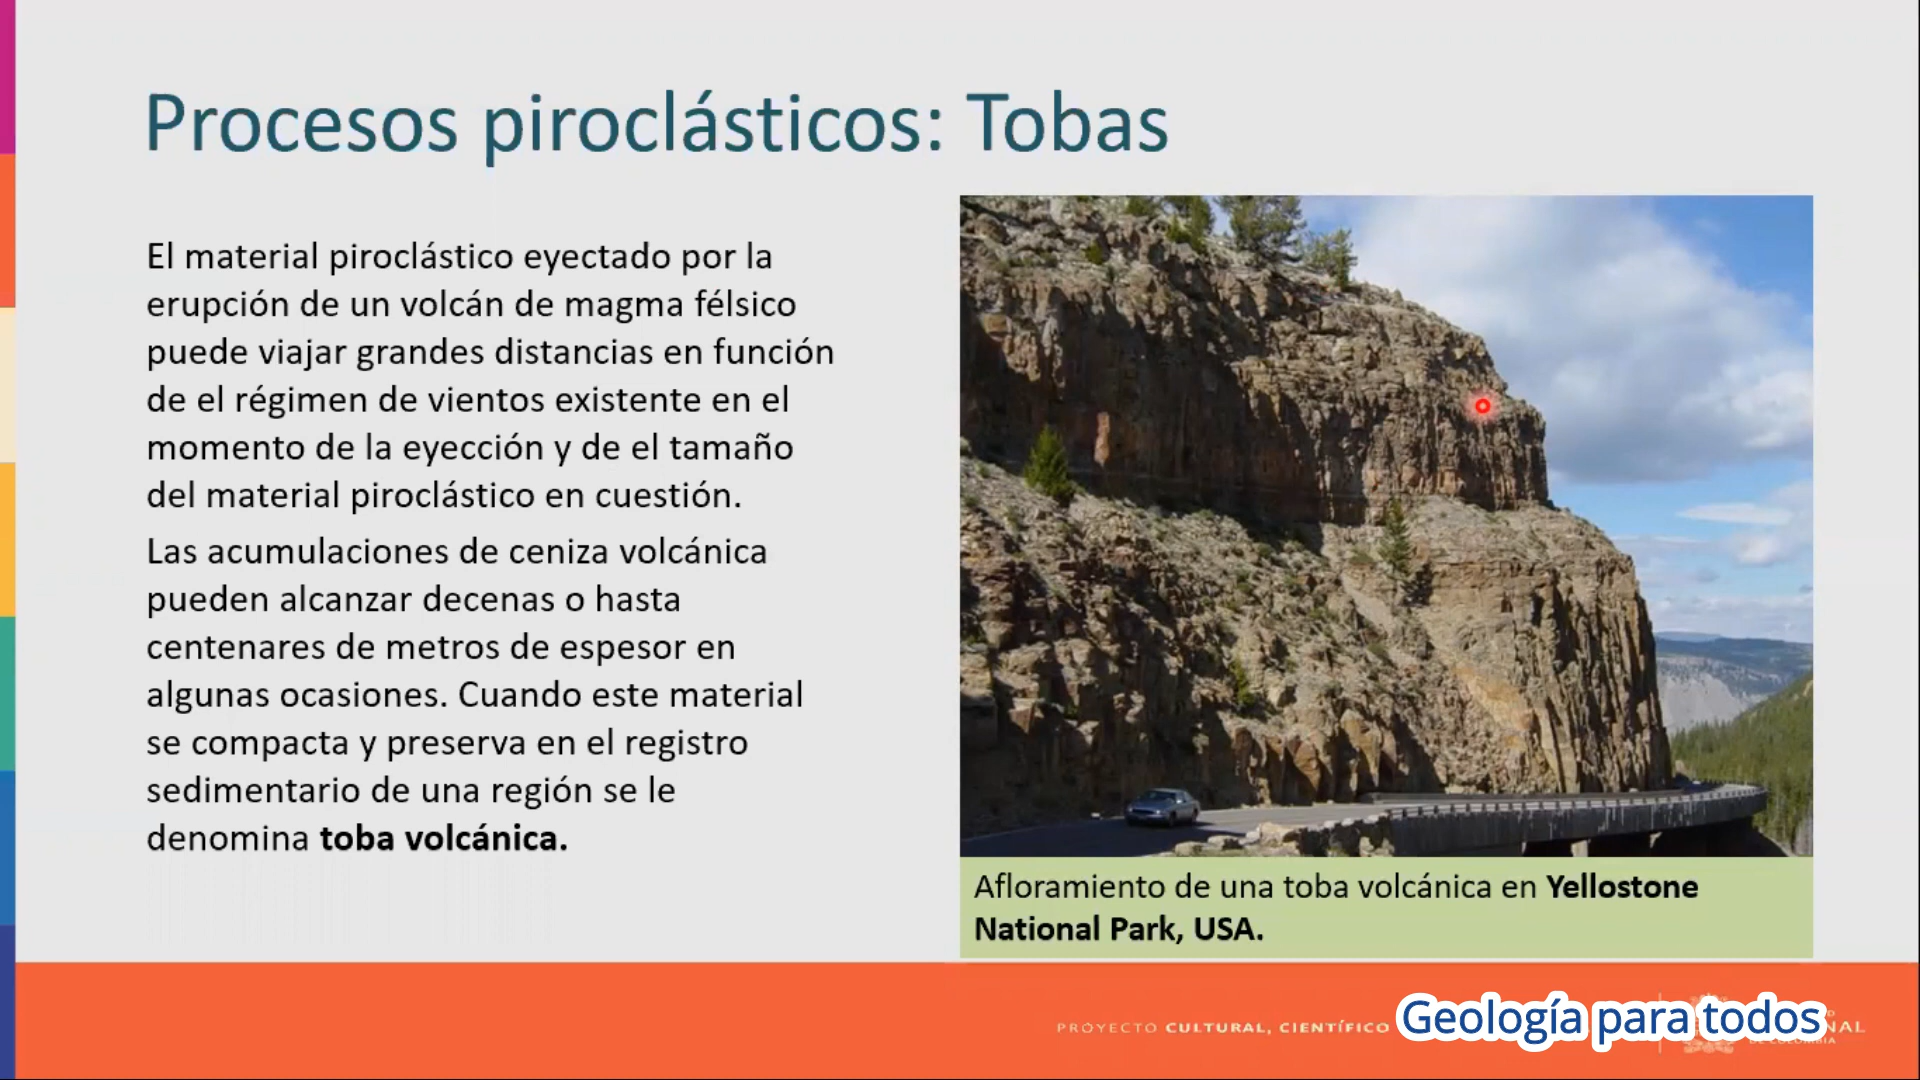 Procesos piroclásticos: Tobas
El material piroclástico eyectado por la
erupción de un volcán de magma félsico
puede viajar grandes distancias en función
de el régimen de vientos existente en el
momento de la eyección y de el tamaño
del material piroclástico en cuestión.
Las acumulaciones de ceniza volcánica
pueden alcanzar decenas o hasta
centenares de metros de espesor en
algunas ocasiones. Cuando este material
se compacta y preserva en el registro
sedimentario de una región se le
denomina toba volcánica.
Afloramiento de una toba volcánica en Yellostone
National Park, USA.
PROYECTO CULTURAL, CIENTÍFICO
Geología para todos
DE COLOMBIA